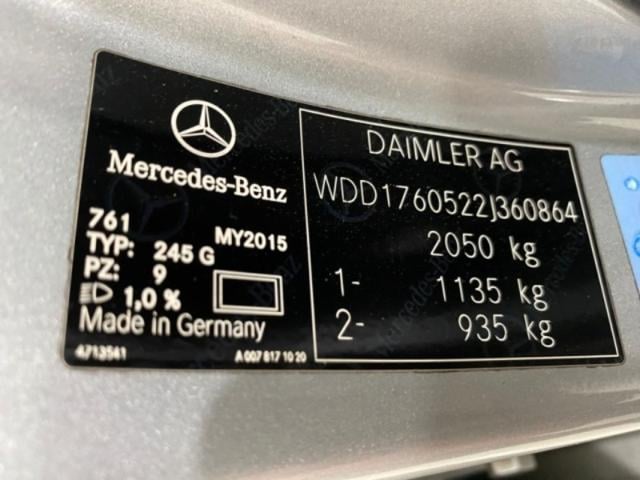 Mercedes-Benz
761 MY2015
TYP: 245 G
PZ: 9
1,0 %
Made in Germany
4713541 A 007 817 10 20
DAIMLER AG
WDD1760522J360864
2050 kg
1- 1135 kg
2- 935 kg